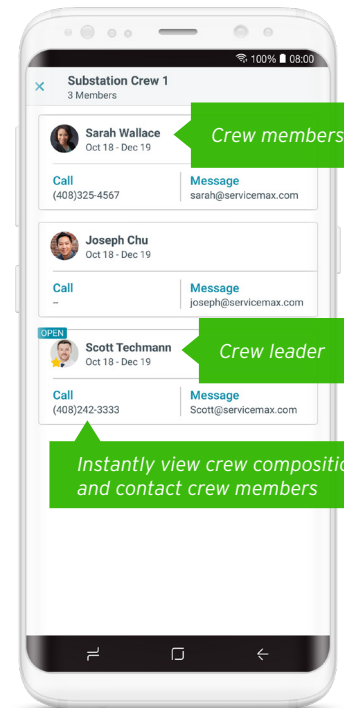 100% 08:00
Substation Crew 1
3 Members
Sarah Wallace
Oct 18 - Dec 19
Crew members
Call
Message
(408)325-4567
sarah@servicemax.com
Joseph Chu
Oct 18 - Dec 19
Call
Message
--
joseph@servicemax.com
OPEN
Scott Techmann
Oct 18 - Dec 19
Crew leader
Call
Message
(408)242-3333
Scott@servicemax.com
Instantly view crew compositio
and contact crew members